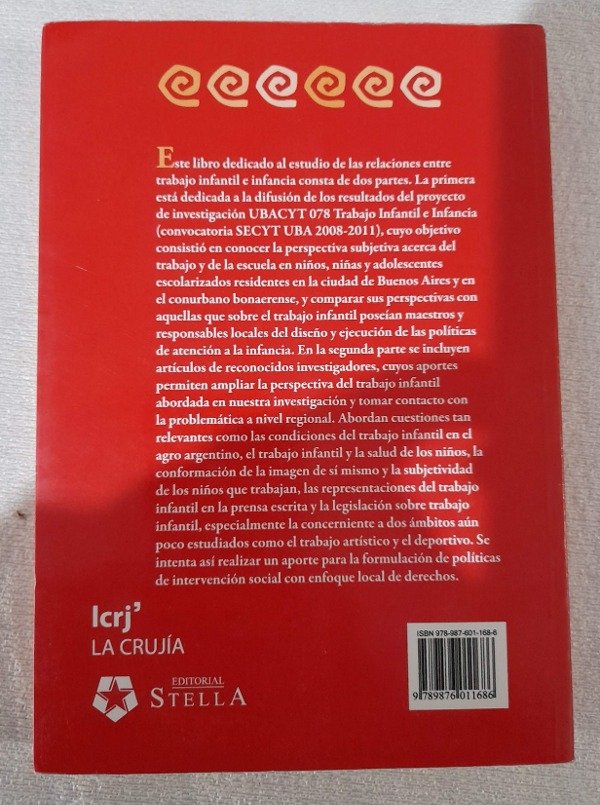 Este libro dedicado al estudio de las relaciones entre
trabajo infantil e infancia consta de dos partes. La primera
está dedicada a la difusión de los resultados del proyecto
de investigación UBACYT 078 Trabajo Infantil e Infancia
(convocatoria SECYT UBA 2008-2011), cuyo objetivo
consistió en conocer la perspectiva subjetiva acerca del
trabajo y de la escuela en niños, niñas y adolescentes
escolarizados residentes en la ciudad de Buenos Aires y en
el conurbano bonaerense, y comparar sus perspectivas con
aquellas que sobre el trabajo infantil poseían maestros y
responsables locales del diseño y ejecución de las políticas
de atención a la infancia. En la segunda parte se incluyen
artículos de reconocidos investigadores, cuyos aportes
permiten ampliar la perspectiva del trabajo infantil
abordada en nuestra investigación y tomar contacto con
la problemática a nivel regional. Abordan cuestiones tan
relevantes como las condiciones del trabajo infantil en el
agro argentino, el trabajo infantil y la salud de los niños, la
conformación de la imagen de sí mismo y la subjetividad
de los niños que trabajan, las representaciones del trabajo
infantil en la prensa escrita y la legislación sobre trabajo
infantil, especialmente la concerniente a dos ámbitos aún
poco estudiados como el trabajo artístico y el deportivo. Se
intenta así realizar un aporte para la formulación de políticas
de intervención social con enfoque local de derechos.
lcrj’
LA CRUJÍA
EDITORIAL
STELLA
ISBN 978-987-601-168-6
9 789876 011686